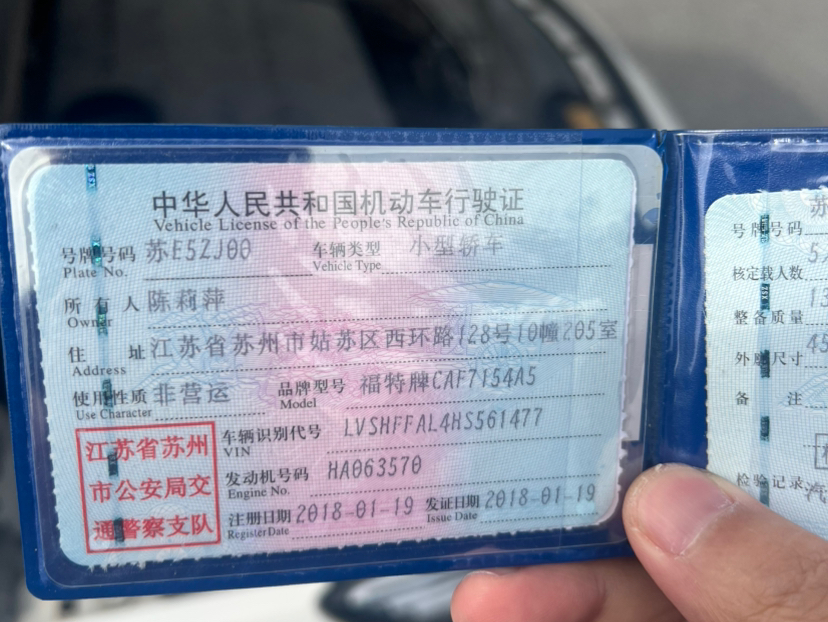 中华人民共和国机动车行驶证
Vehicle License of the People's Republic of China
号牌号码 苏E5ZJ00 车辆类型 小型轿车
Plate No. Vehicle Type
所有人 陈莉萍
Owner
住址 江苏省苏州市姑苏区西环路128号10幢205室
Address
使用性质 非营运 品牌型号 福特牌CAF7154A5
Use Character Model
江苏省苏州
市公安局交
通警察支队
车辆识别代号 LVSHFFAL4HS561477
VIN
发动机号码 HA063570
Engine No.
注册日期 2018-01-19 发证日期 2018-01-19
Register Date Issue Date
号牌号码
核定载人数
整备质量
外廓尺寸
备注
检验记录